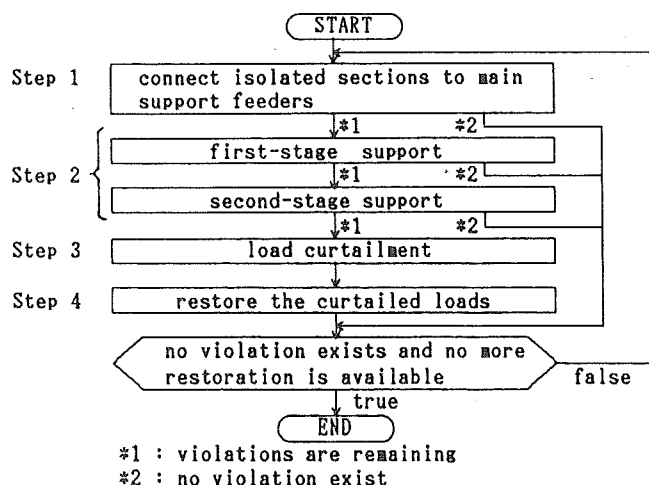 START
Step 1
connect isolated sections to main
support feeders
*1
*2
first-stage support
Step 2
*1
*2
second-stage support
*1
*2
Step 3
load curtailment
Step 4
restore the curtailed loads
no violation exists and no more
restoration is available
false
true
END
*1 : violations are remaining
*2 : no violation exist